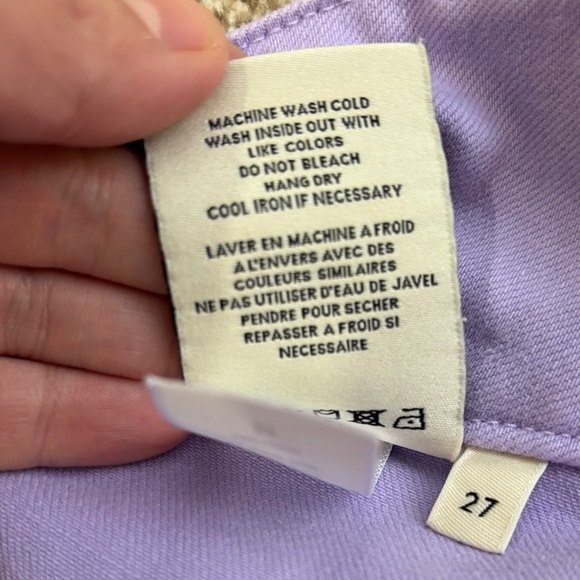 MACHINE WASH COLD
WASH INSIDE OUT WITH
LIKE COLORS
DO NOT BLEACH
HANG DRY
COOL IRON IF NECESSARY
LAVER EN MACHINE A FROID
A L'ENVERS AVEC DES
COULEURS SIMILAIRES
NE PAS UTILISER D'EAU DE JAVEL
PENDRE POUR SECHER
REPASSER A FROID SI
NECESSAIRE
27